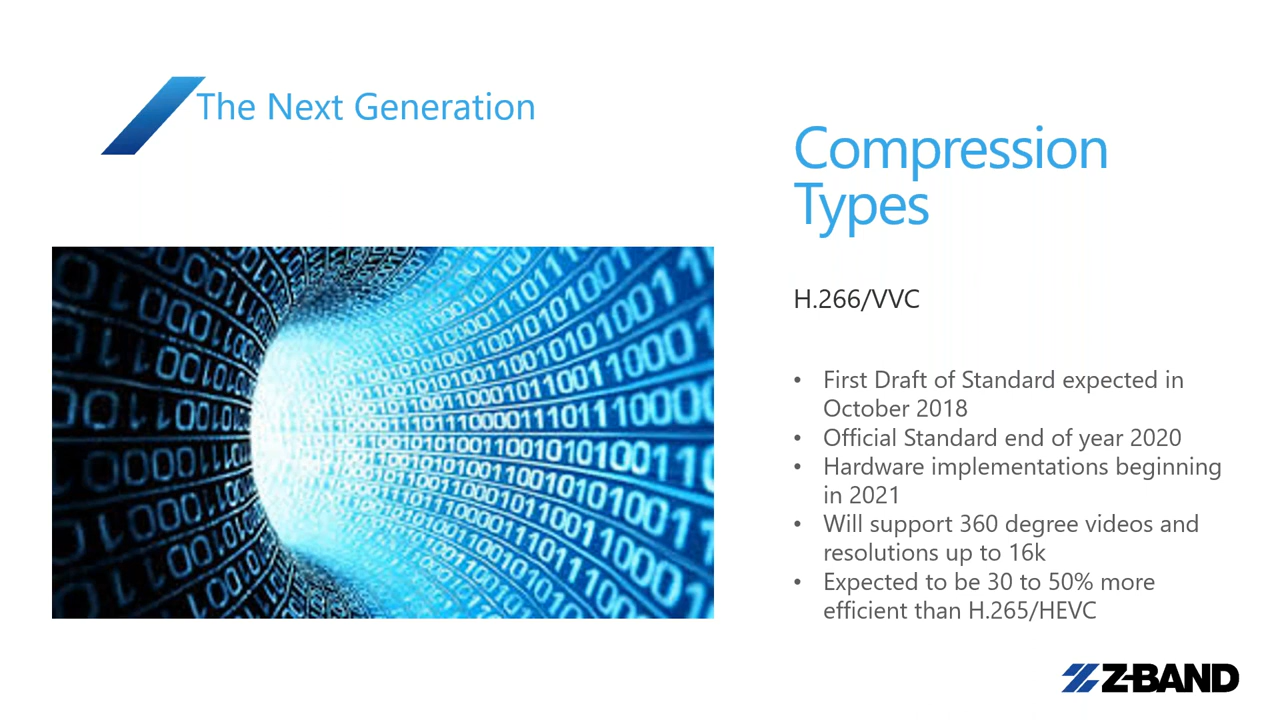 The Next Generation
Compression
Types
H.266/VVC
• First Draft of Standard expected in
October 2018
• Official Standard end of year 2020
• Hardware implementations beginning
in 2021
• Will support 360 degree videos and
resolutions up to 16k
• Expected to be 30 to 50% more
efficient than H.265/HEVC
Z-BAND